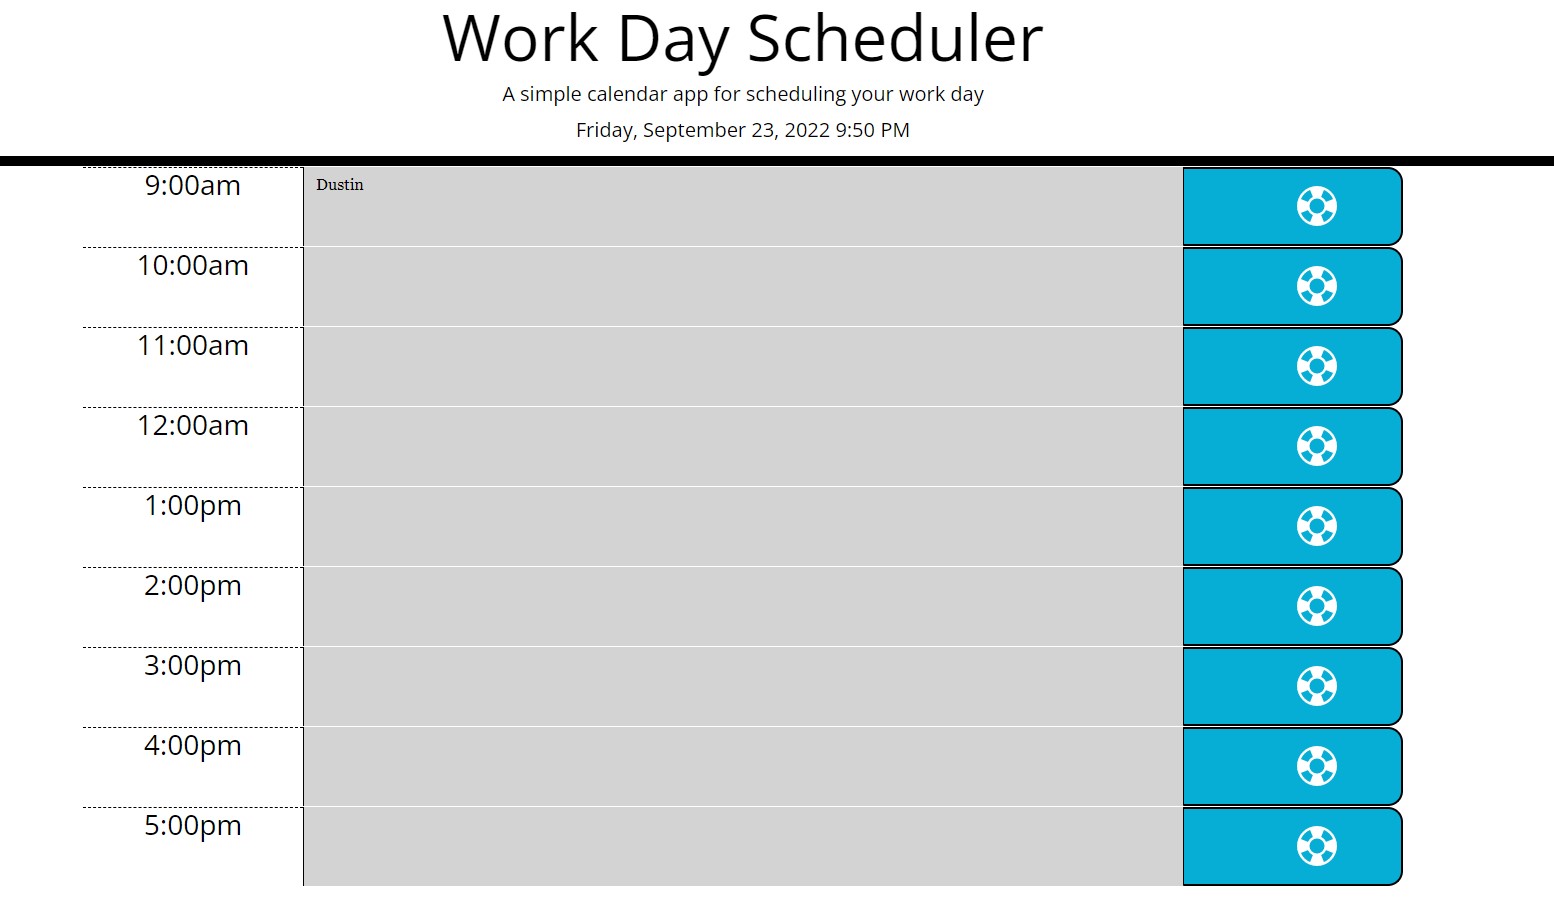 Work Day Scheduler
A simple calendar app for scheduling your work day
Friday, September 23, 2022 9:50 PM
9:00am Dustin
10:00am
11:00am
12:00am
1:00pm
2:00pm
3:00pm
4:00pm
5:00pm